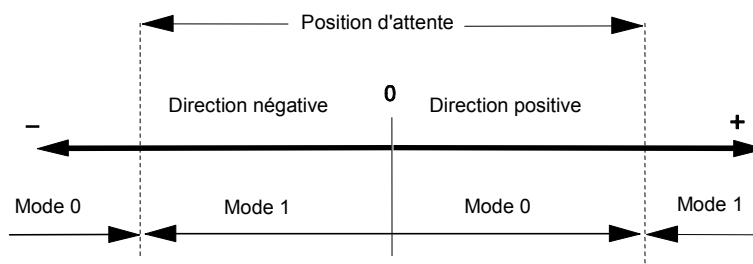 Position d'attente
Direction négative
0
Direction positive
–
+
Mode 0
Mode 1
Mode 0
Mode 1